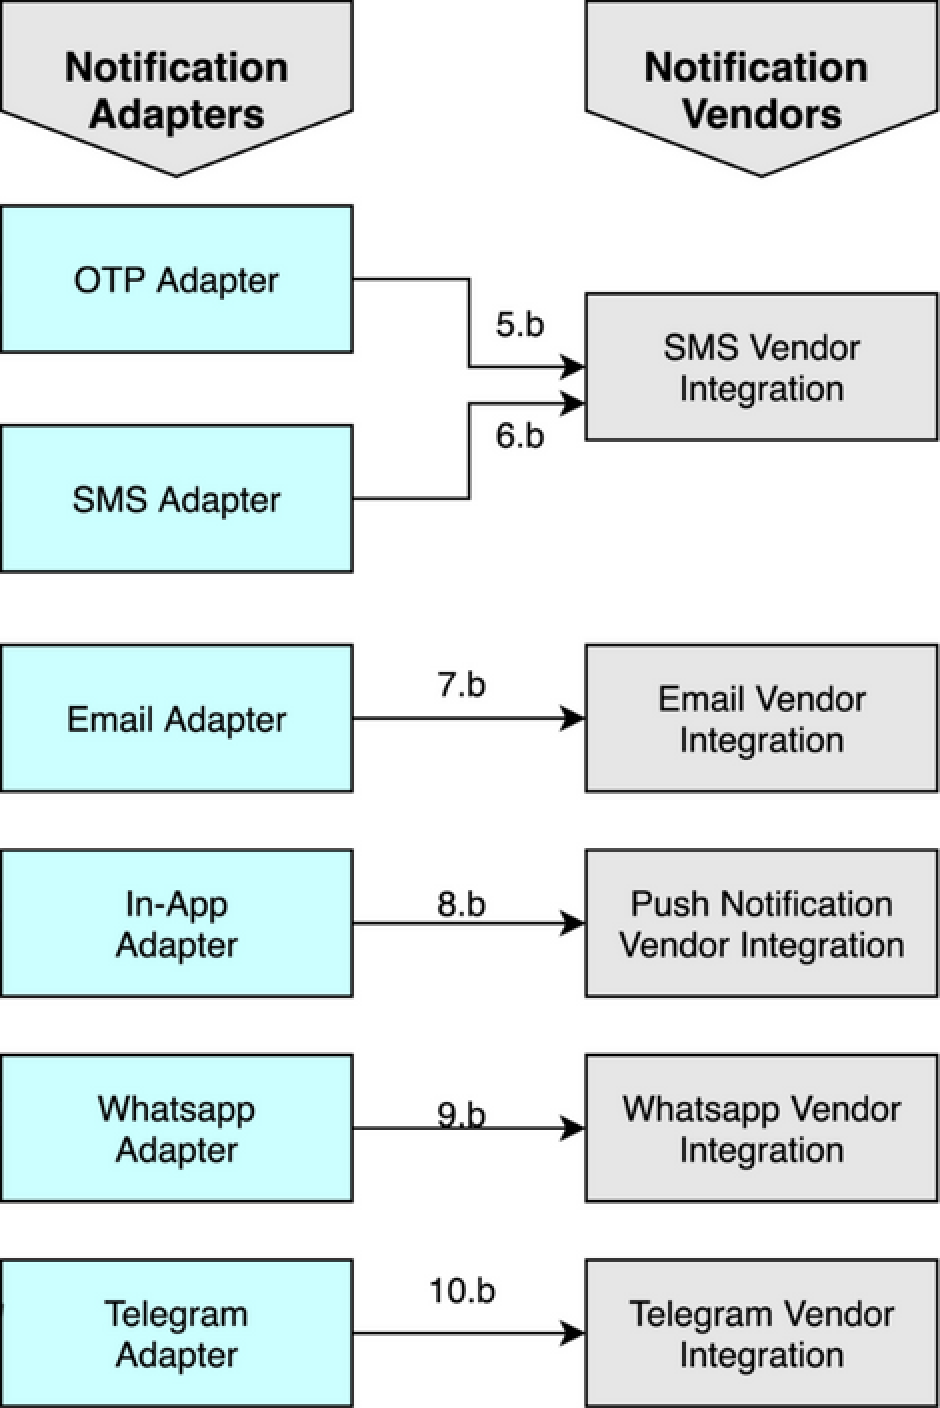 Notification
Adapters
Notification
Vendors
OTP Adapter
5.b
SMS Vendor
Integration
6.b
SMS Adapter
Email Adapter
7.b
Email Vendor
Integration
In-App
Adapter
8.b
Push Notification
Vendor Integration
Whatsapp
Adapter
9.b
Whatsapp Vendor
Integration
Telegram
Adapter
10.b
Telegram Vendor
Integration